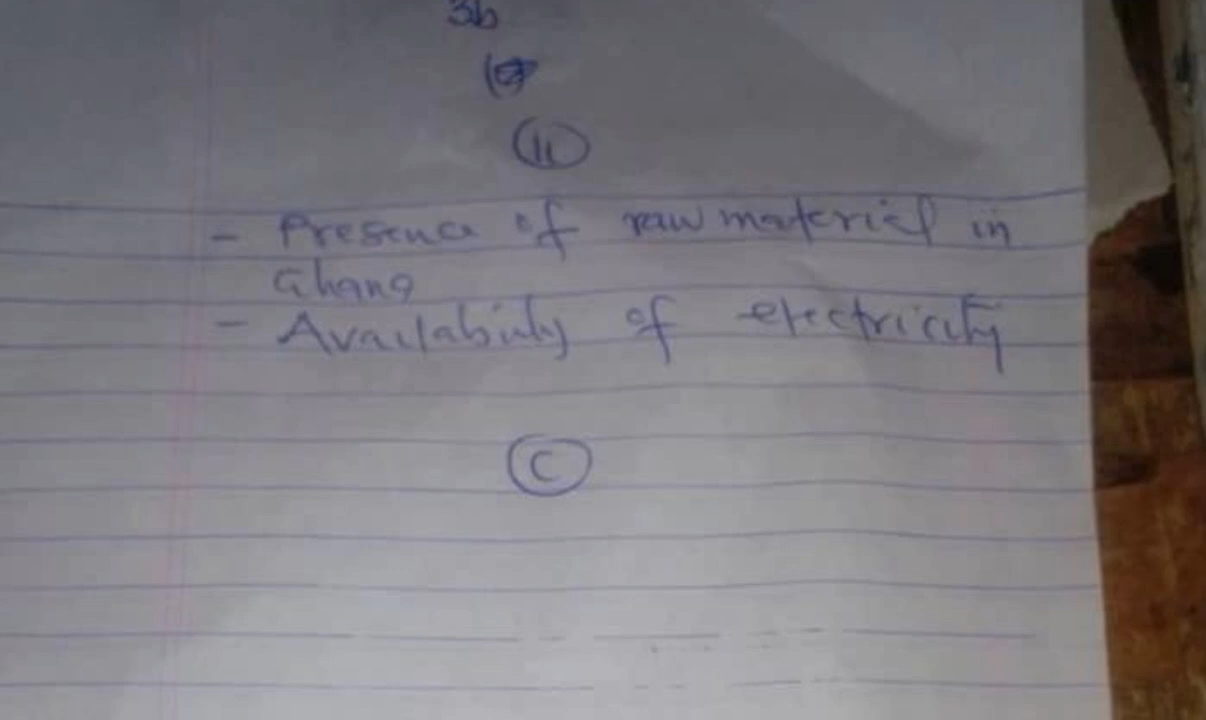 3b
(ii)
- Presence of raw material in
Ghana
- Availability of electricity
(C)